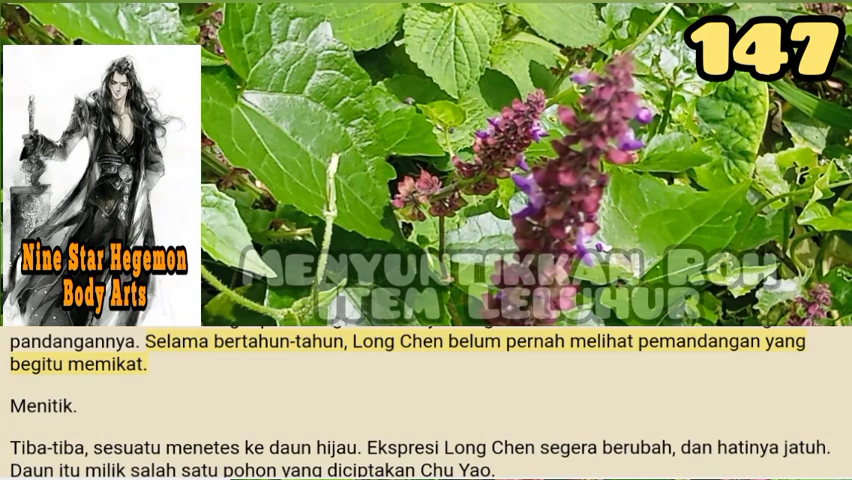 147
Nine Star Hegemon
Body Arts
Menyuntikkan Roh
Item Leluhur
pandangannya. Selama bertahun-tahun, Long Chen belum pernah melihat pemandangan yang
begitu memikat.
Menitik.
Tiba-tiba, sesuatu menetes ke daun hijau. Ekspresi Long Chen segera berubah, dan hatinya jatuh.
Daun itu milik salah satu pohon yang diciptakan Chu Yao.